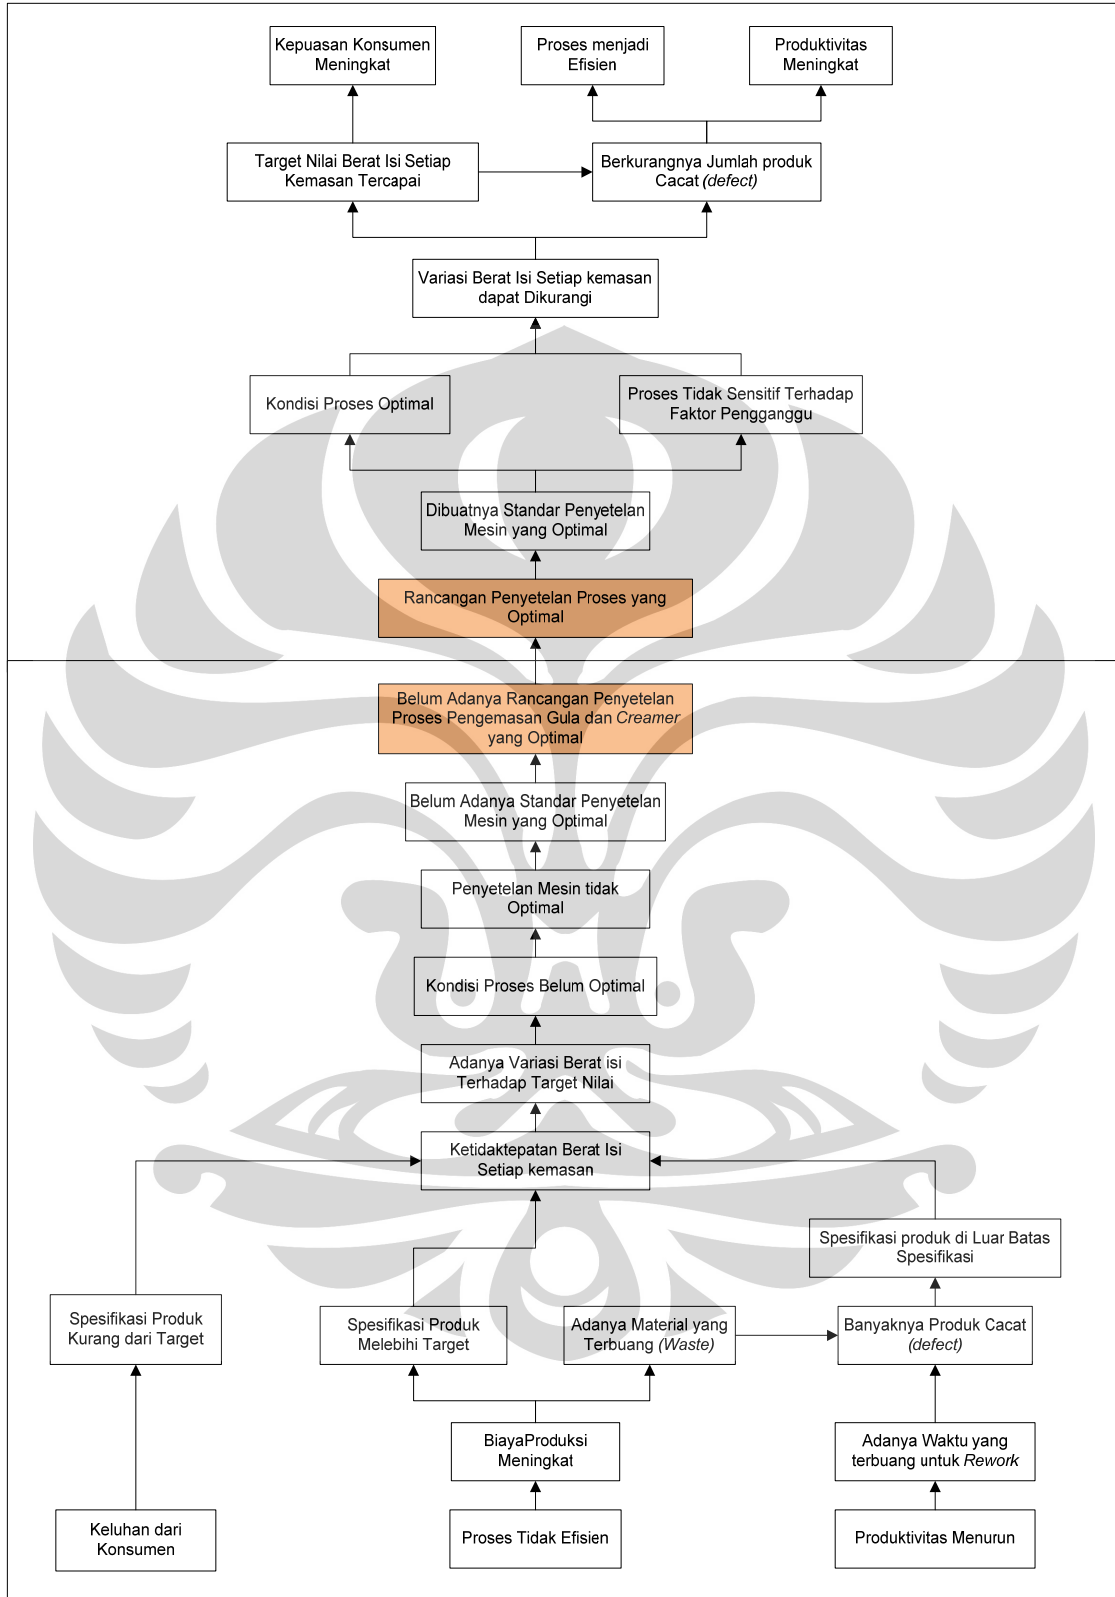 Kepuasan Konsumen
Meningkat
Proses menjadi
Efisien
Produktivitas
Meningkat
Target Nilai Berat Isi Setiap
Kemasan Tercapai
Berkurangnya Jumlah produk
Cacat (defect)
Variasi Berat Isi Setiap kemasan
dapat Dikurangi
Kondisi Proses Optimal
Proses Tidak Sensitif Terhadap
Faktor Pengganggu
Dibuatnya Standar Penyetelan
Mesin yang Optimal
Rancangan Penyetelan Proses yang
Optimal
Belum Adanya Rancangan Penyetelan
Proses Pengemasan Gula dan Creamer
yang Optimal
Belum Adanya Standar Penyetelan
Mesin yang Optimal
Penyetelan Mesin tidak
Optimal
Kondisi Proses Belum Optimal
Adanya Variasi Berat isi
Terhadap Target Nilai
Ketidaktepatan Berat Isi
Setiap kemasan
Spesifikasi produk di Luar Batas
Spesifikasi
Spesifikasi Produk
Kurang dari Target
Spesifikasi Produk
Melebihi Target
Adanya Material yang
Terbuang (Waste)
Banyaknya Produk Cacat
(defect)
BiayaProduksi
Meningkat
Adanya Waktu yang
terbuang untuk Rework
Keluhan dari
Konsumen
Proses Tidak Efisien
Produktivitas Menurun